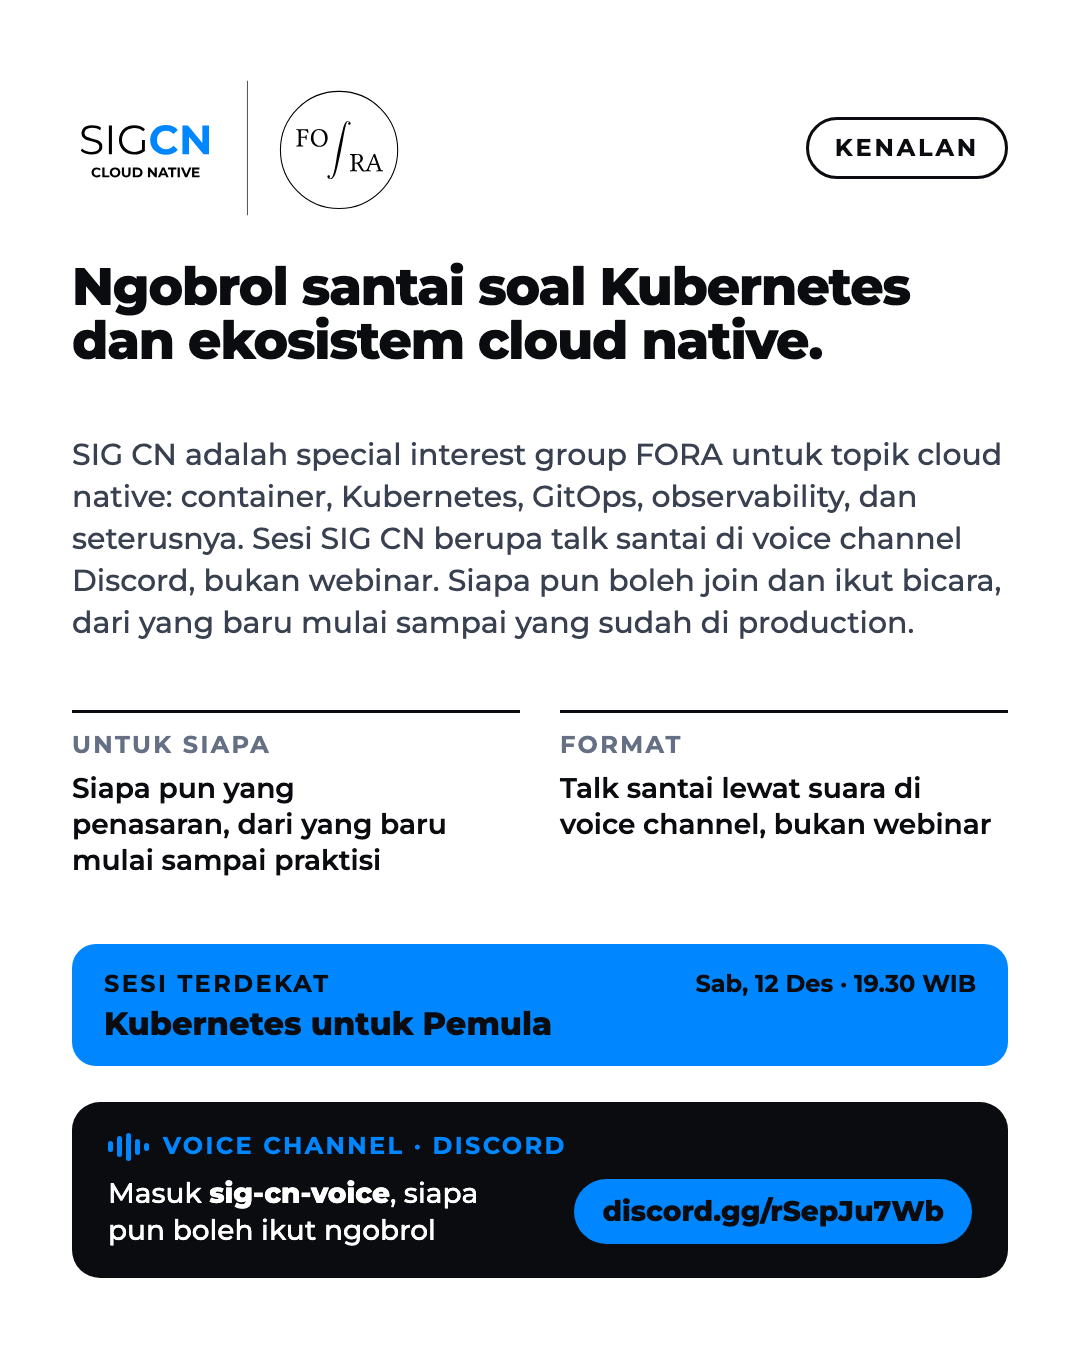 SIGCN
CLOUD NATIVE
FO RA
KENALAN
Ngobrol santai soal Kubernetes
dan ekosistem cloud native.
SIG CN adalah special interest group FORA untuk topik cloud
native: container, Kubernetes, GitOps, observability, dan
seterusnya. Sesi SIG CN berupa talk santai di voice channel
Discord, bukan webinar. Siapa pun boleh join dan ikut bicara,
dari yang baru mulai sampai yang sudah di production.
UNTUK SIAPA
Siapa pun yang
penasaran, dari yang baru
mulai sampai praktisi
FORMAT
Talk santai lewat suara di
voice channel, bukan webinar
SESI TERDEKAT
Sab, 12 Des · 19.30 WIB
Kubernetes untuk Pemula
VOICE CHANNEL · DISCORD
Masuk sig-cn-voice, siapa
pun boleh ikut ngobrol
discord.gg/rSepJu7Wb